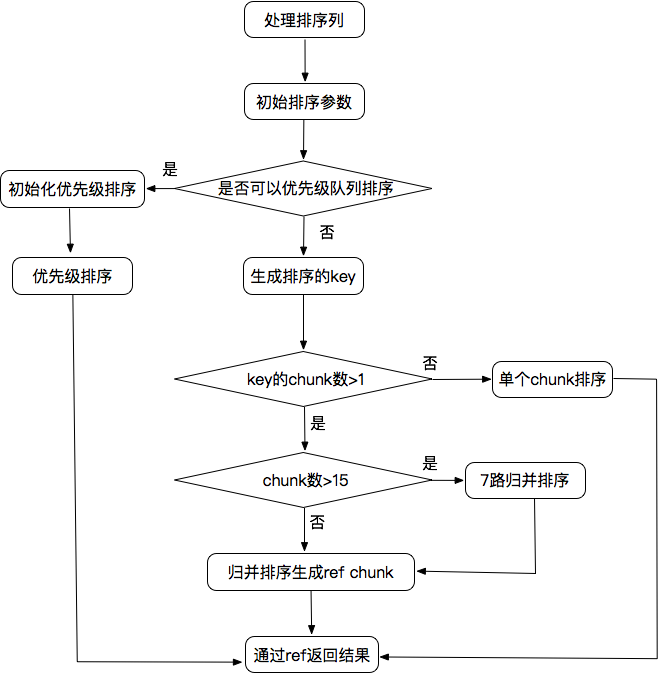 处理排序列
初始排序参数
是否可以优先级队列排序
是
初始化优先级排序
优先级排序
否
生成排序的key
key的chunk数>1
否
单个chunk排序
是
chunk数>15
是
7路归并排序
否
归并排序生成ref chunk
通过ref返回结果